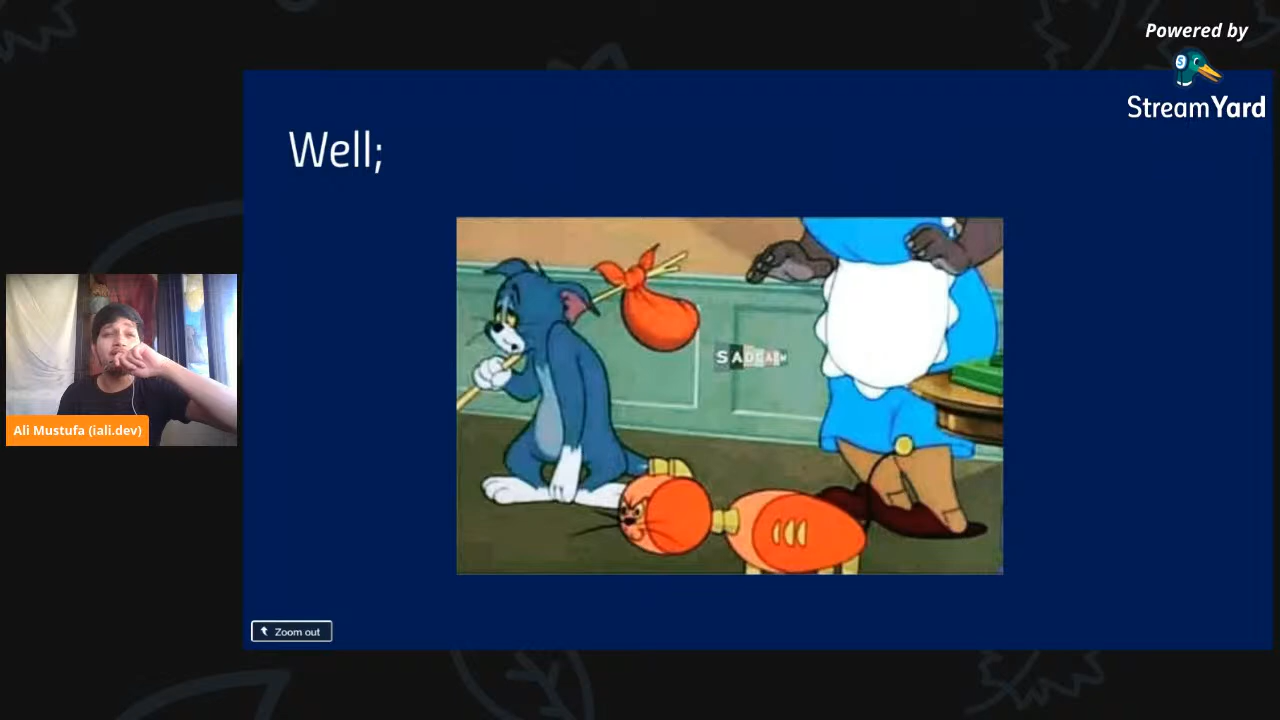 Powered by
StreamYard
Well;
Ali Mustufa (iali.dev)
Zoom out